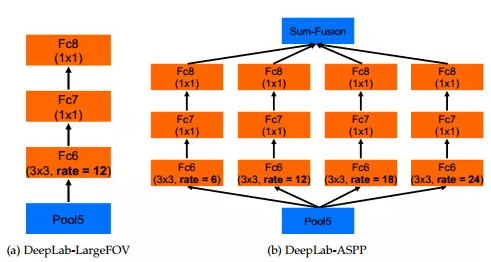 Sum-Fusion
Fc8
(1x1)
Fc8
(1x1)
Fc8
(1x1)
Fc8
(1x1)
Fc8
(1x1)
Fc7
(1x1)
Fc7
(1x1)
Fc7
(1x1)
Fc7
(1x1)
Fc7
(1x1)
Fc6
(3x3, rate = 12)
Fc6
(3x3, rate = 6)
Fc6
(3x3, rate = 12)
Fc6
(3x3, rate = 18)
Fc6
(3x3, rate = 24)
Pool5
Pool5
(a) DeepLab-LargeFOV
(b) DeepLab-ASPP